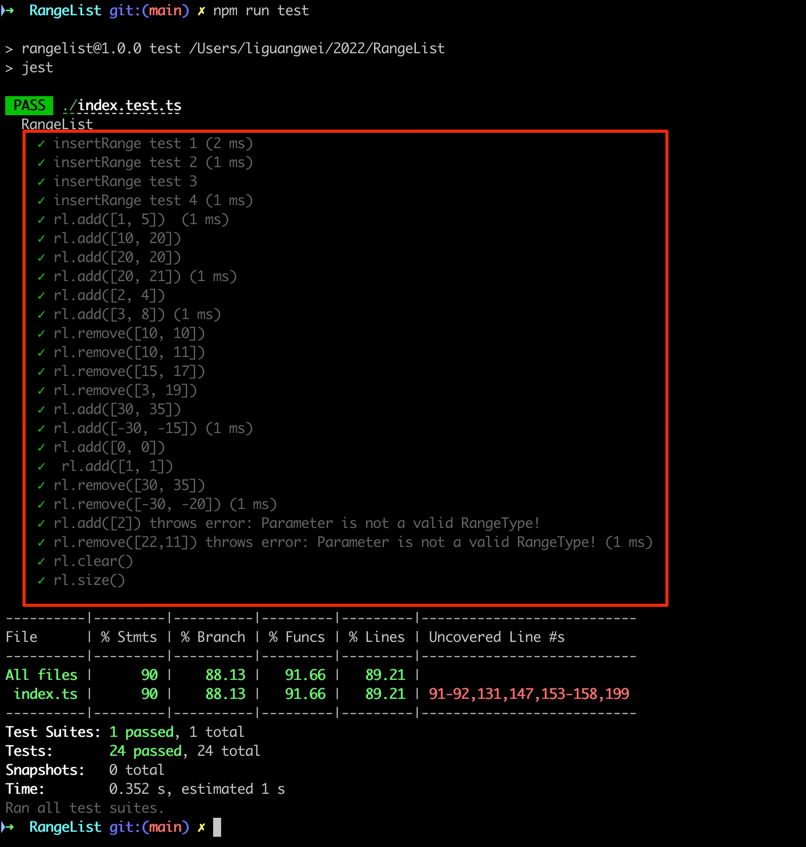 ➜ RangeList git:(main) ✗ npm run test
> rangelist@1.0.0 test /Users/liguangwei/2022/RangeList
> jest
PASS ./index.test.ts
RangeList
✓ insertRange test 1 (2 ms)
✓ insertRange test 2 (1 ms)
✓ insertRange test 3
✓ insertRange test 4 (1 ms)
✓ rl.add([1, 5])  (1 ms)
✓ rl.add([10, 20])
✓ rl.add([20, 20])
✓ rl.add([20, 21]) (1 ms)
✓ rl.add([2, 4])
✓ rl.add([3, 8]) (1 ms)
✓ rl.remove([10, 10])
✓ rl.remove([10, 11])
✓ rl.remove([15, 17])
✓ rl.remove([3, 19])
✓ rl.add([30, 35])
✓ rl.add([-30, -15]) (1 ms)
✓ rl.add([0, 0])
✓  rl.add([1, 1])
✓ rl.remove([30, 35])
✓ rl.remove([-30, -20]) (1 ms)
✓ rl.add([2]) throws error: Parameter is not a valid RangeType!
✓ rl.remove([22,11]) throws error: Parameter is not a valid RangeType! (1 ms)
✓ rl.clear()
✓ rl.size()
----------|---------|----------|---------|---------|----------------------------
File      | % Stmts | % Branch | % Funcs | % Lines | Uncovered Line #s
----------|---------|----------|---------|---------|----------------------------
All files |      90 |    88.13 |   91.66 |   89.21 |
index.ts |      90 |    88.13 |   91.66 |   89.21 | 91-92,131,147,153-158,199
----------|---------|----------|---------|---------|----------------------------
Test Suites: 1 passed, 1 total
Tests:       24 passed, 24 total
Snapshots:   0 total
Time:        0.352 s, estimated 1 s
Ran all test suites.
➜ RangeList git:(main) ✗